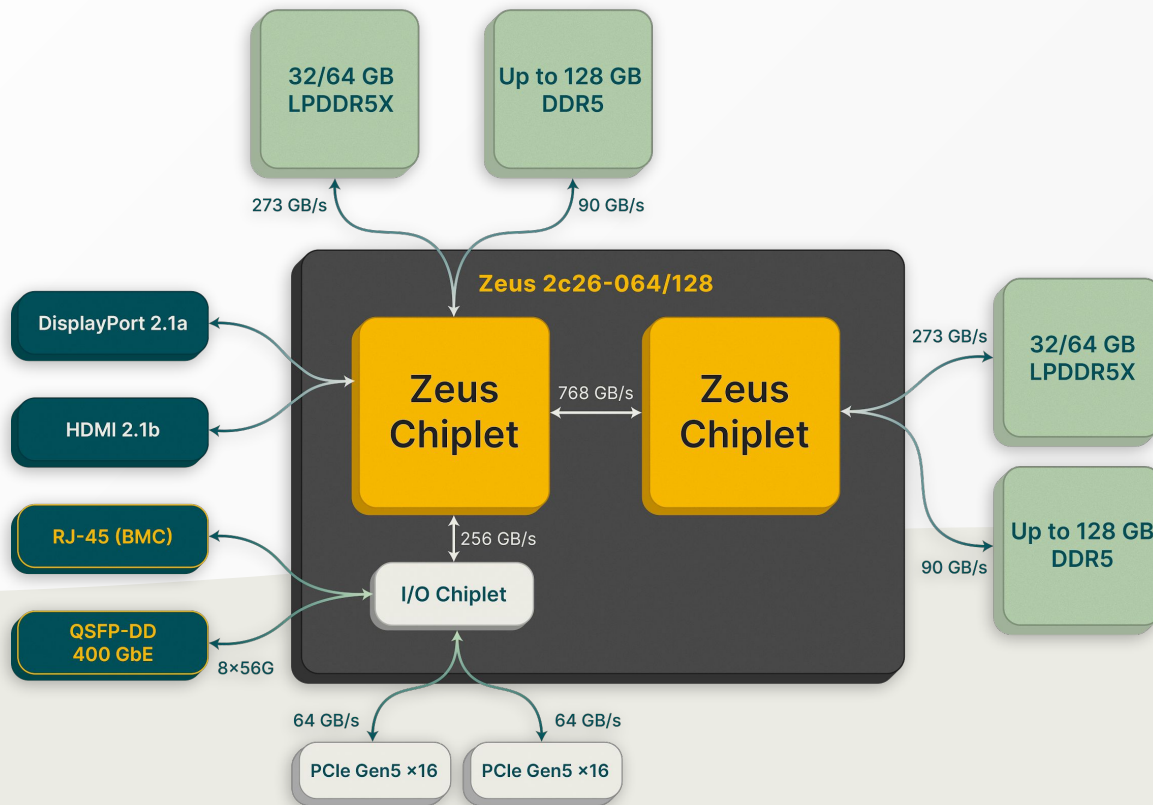 32/64 GB
LPDDR5X
Up to 128 GB
DDR5
273 GB/s
90 GB/s
Zeus 2c26-064/128
DisplayPort 2.1a
HDMI 2.1b
RJ-45 (BMC)
QSFP-DD
400 GbE
8×56G
Zeus
Chiplet
768 GB/s
Zeus
Chiplet
256 GB/s
I/O Chiplet
273 GB/s
32/64 GB
LPDDR5X
90 GB/s
Up to 128 GB
DDR5
64 GB/s
64 GB/s
PCIe Gen5 ×16
PCIe Gen5 ×16